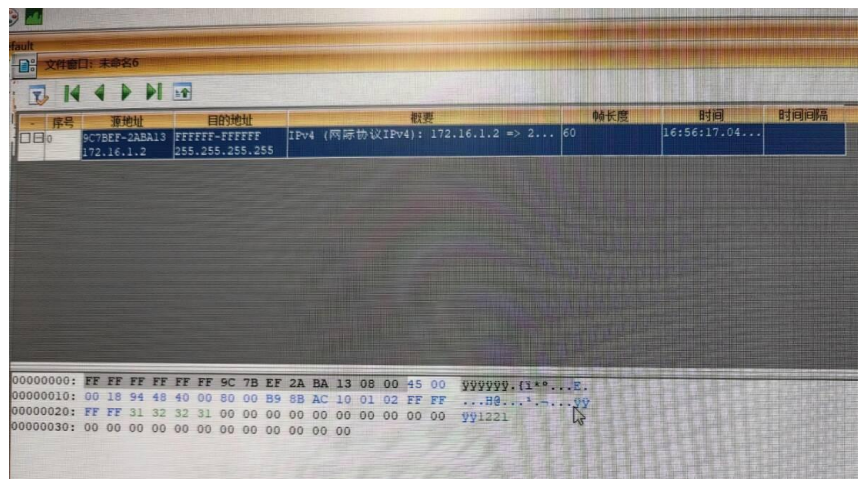 fault
文件窗口: 未命名6
- 序号 源地址 目的地址 概要 帧长度 时间 时间间隔
0 9C7BEF-2ABA13 FFFFFF-FFFFFF IPv4 (网际协议IPv4): 172.16.1.2 => 2... 60 16:56:17.04...
172.16.1.2 255.255.255.255
00000000: FF FF FF FF FF FF 9C 7B EF 2A BA 13 08 00 45 00 ÿÿÿÿÿÿ.{ï*º...E.
00000010: 00 18 94 48 40 00 80 00 B9 8B AC 10 01 02 FF FF ...H@...¹.¬...ÿÿ
00000020: FF FF 31 32 32 31 00 00 00 00 00 00 00 00 00 00 ÿÿ1221
00000030: 00 00 00 00 00 00 00 00 00 00 00 00